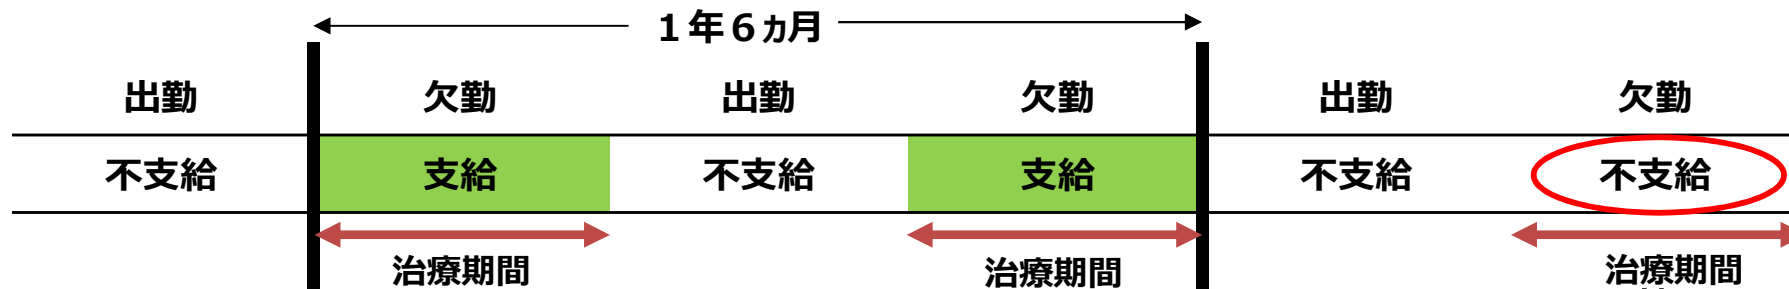 1年6ヵ月
出勤 欠勤 出勤 欠勤 出勤 欠勤
不支給 支給 不支給 支給 不支給 不支給
治療期間 治療期間 治療期間